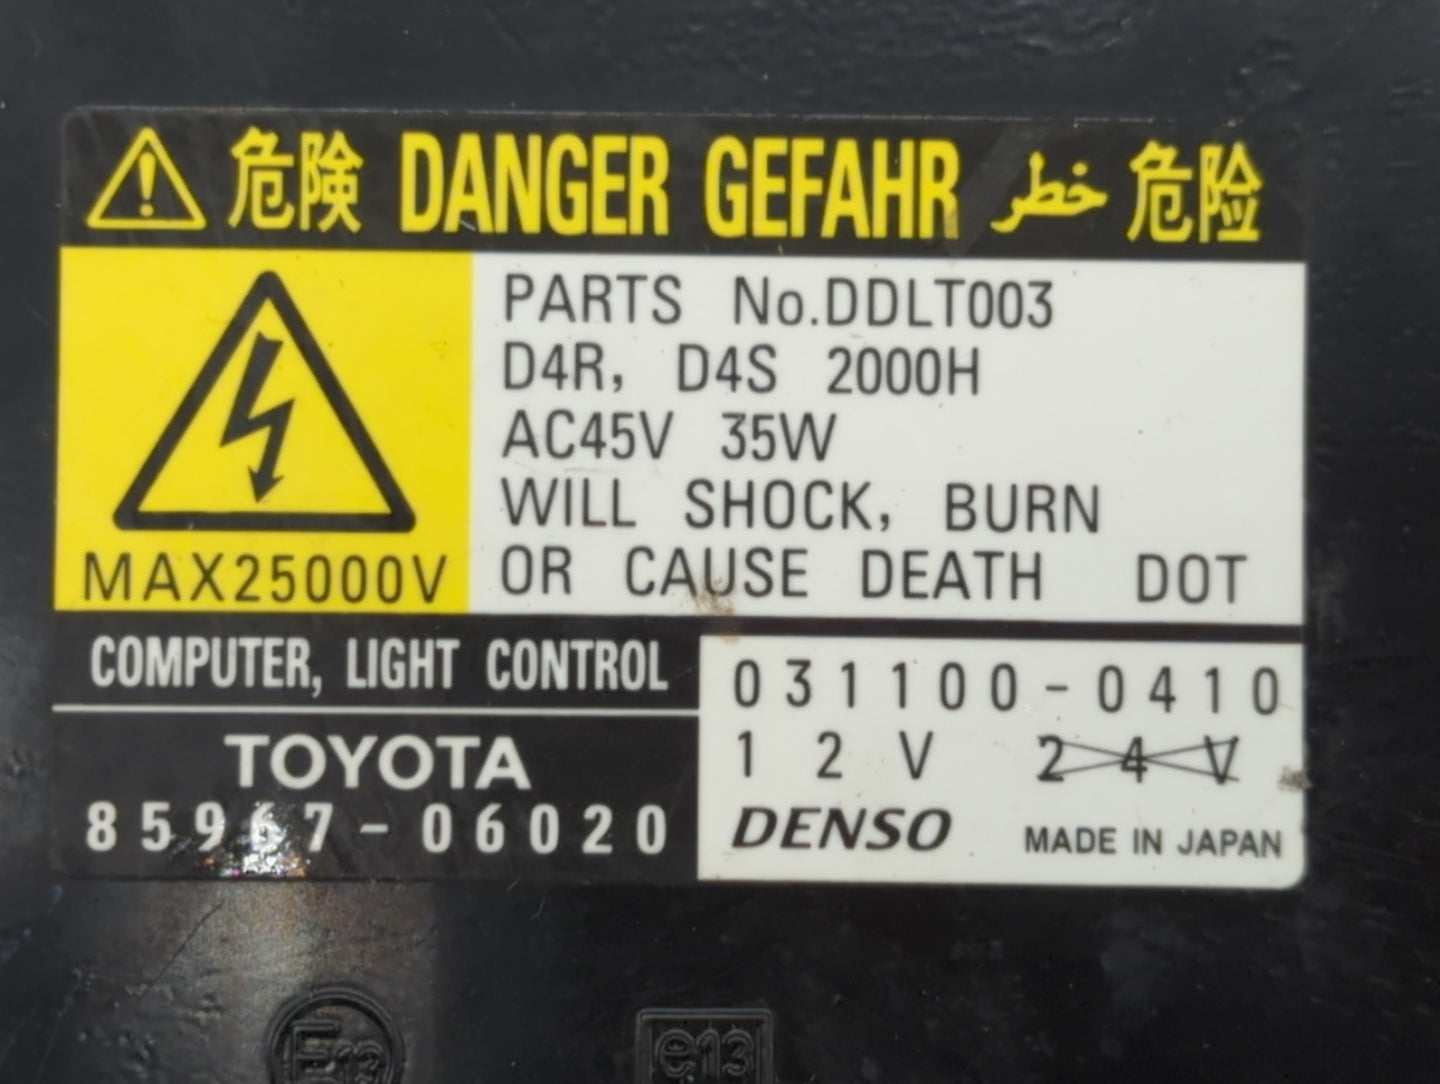 危険 DANGER GEFAHR خطر 危险
PARTS No.DDLT003
D4R, D4S 2000H
AC45V 35W
WILL SHOCK, BURN
OR CAUSE DEATH DOT
MAX25000V
COMPUTER, LIGHT CONTROL
TOYOTA
85967-06020
031100-0410
12V 24V
DENSO MADE IN JAPAN
E13 e13